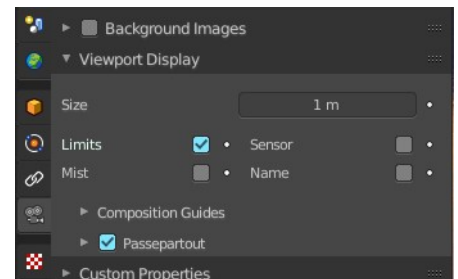 Background Images
Viewport Display
Size 1 m
Limits Sensor
Mist Name
Composition Guides
Passepartout
Custom Properties